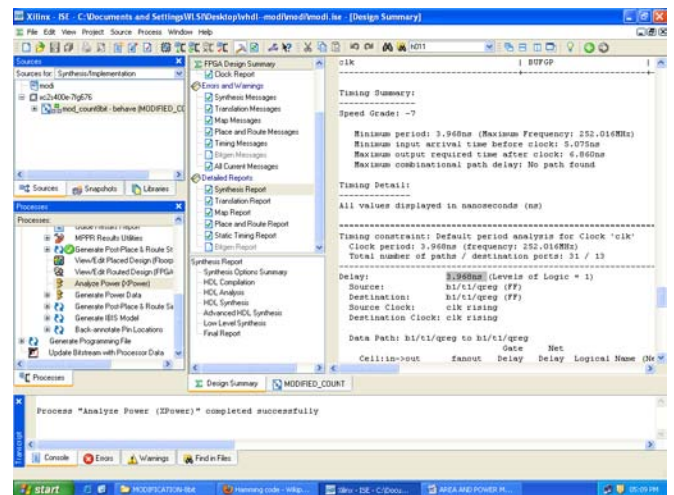 Xilinx - ISE - C:\Documents and Settings\VLSI\Desktop\vhdl--modi\modi\modi.ise - [Design Summary]
File Edit View Project Source Process Window Help
h011
Sources
Sources for: Synthesis/Implementation
modi
xc2s400e-7fg676
mod_count8bit - behave (MODIFIED_CO
Sources Snapshots Libraries
Processes
Processes:
MPPR Results Utilities
Generate Post-Place & Route St
View/Edit Placed Design (Floorp
View/Edit Routed Design (FPGA
Analyze Power (XPower)
Generate Power Data
Generate Post-Place & Route Si
Generate IBIS Model
Back-annotate Pin Locations
Generate Programming File
Update Bitstream with Processor Data
Processes
FPGA Design Summary
Clock Report
Errors and Warnings
Synthesis Messages
Translation Messages
Map Messages
Place and Route Messages
Timing Messages
Bitgen Messages
All Current Messages
Detailed Reports
Synthesis Report
Translation Report
Map Report
Place and Route Report
Static Timing Report
Bitgen Report
Synthesis Report
Synthesis Options Summary
HDL Compilation
HDL Analysis
HDL Synthesis
Advanced HDL Synthesis
Low Level Synthesis
Final Report
Design Summary MODIFIED_COUNT
clk | BUFGP |
Timing Summary:
---------------
Speed Grade: -7
Minimum period: 3.968ns (Maximum Frequency: 252.016MHz)
Minimum input arrival time before clock: 5.075ns
Maximum output required time after clock: 6.860ns
Maximum combinational path delay: No path found
Timing Detail:
--------------
All values displayed in nanoseconds (ns)
Timing constraint: Default period analysis for Clock 'clk'
Clock period: 3.968ns (frequency: 252.016MHz)
Total number of paths / destination ports: 31 / 13
Delay: 3.968ns (Levels of Logic = 1)
Source: b1/t1/qreg (FF)
Destination: b1/t1/qreg (FF)
Source Clock: clk rising
Destination Clock: clk rising
Data Path: b1/t1/qreg to b1/t1/qreg
Gate Net
Cell:in->out fanout Delay Delay Logical Name (Ne
Process "Analyze Power (XPower)" completed successfully
Transcript
Console Errors Warnings Find in Files
start MODIFICATION-8bit Hamming code - Wikip... Xilinx - ISE - C:\Docu... AREA AND POWER M... 05:09 PM